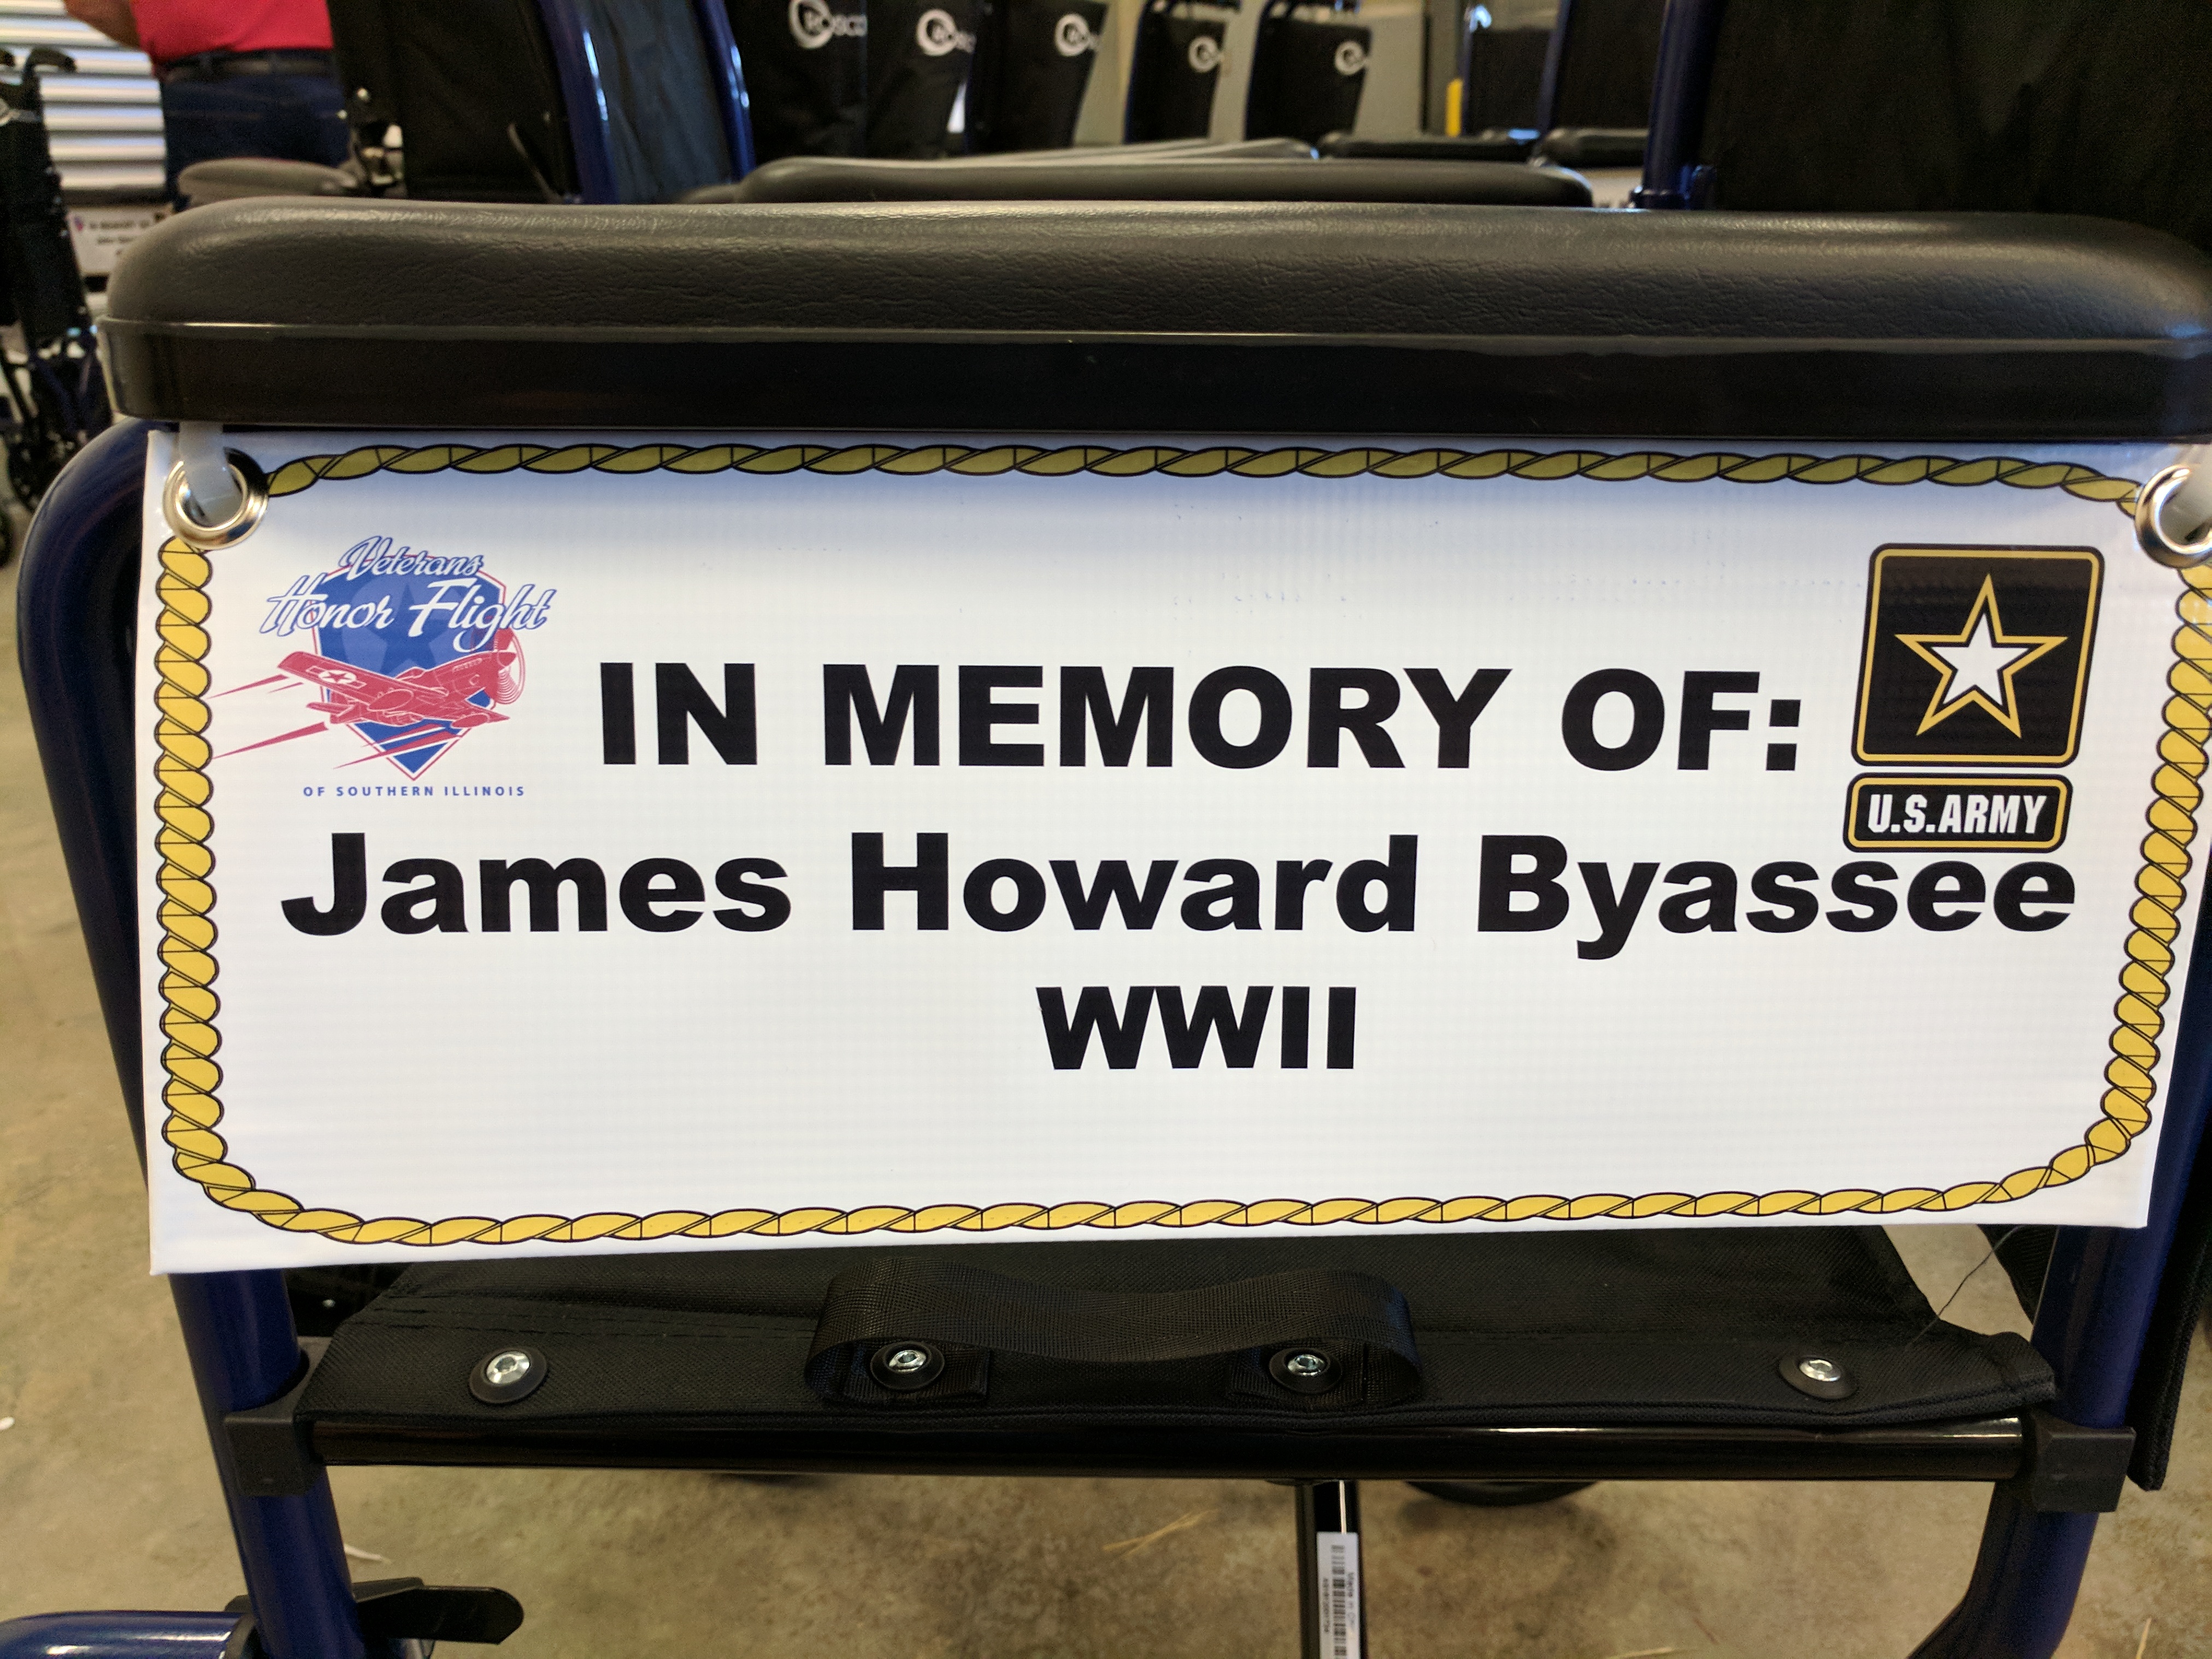 Veterans
Honor Flight
OF SOUTHERN ILLINOIS
IN MEMORY OF:
U.S.ARMY
James Howard Byassee
WWII